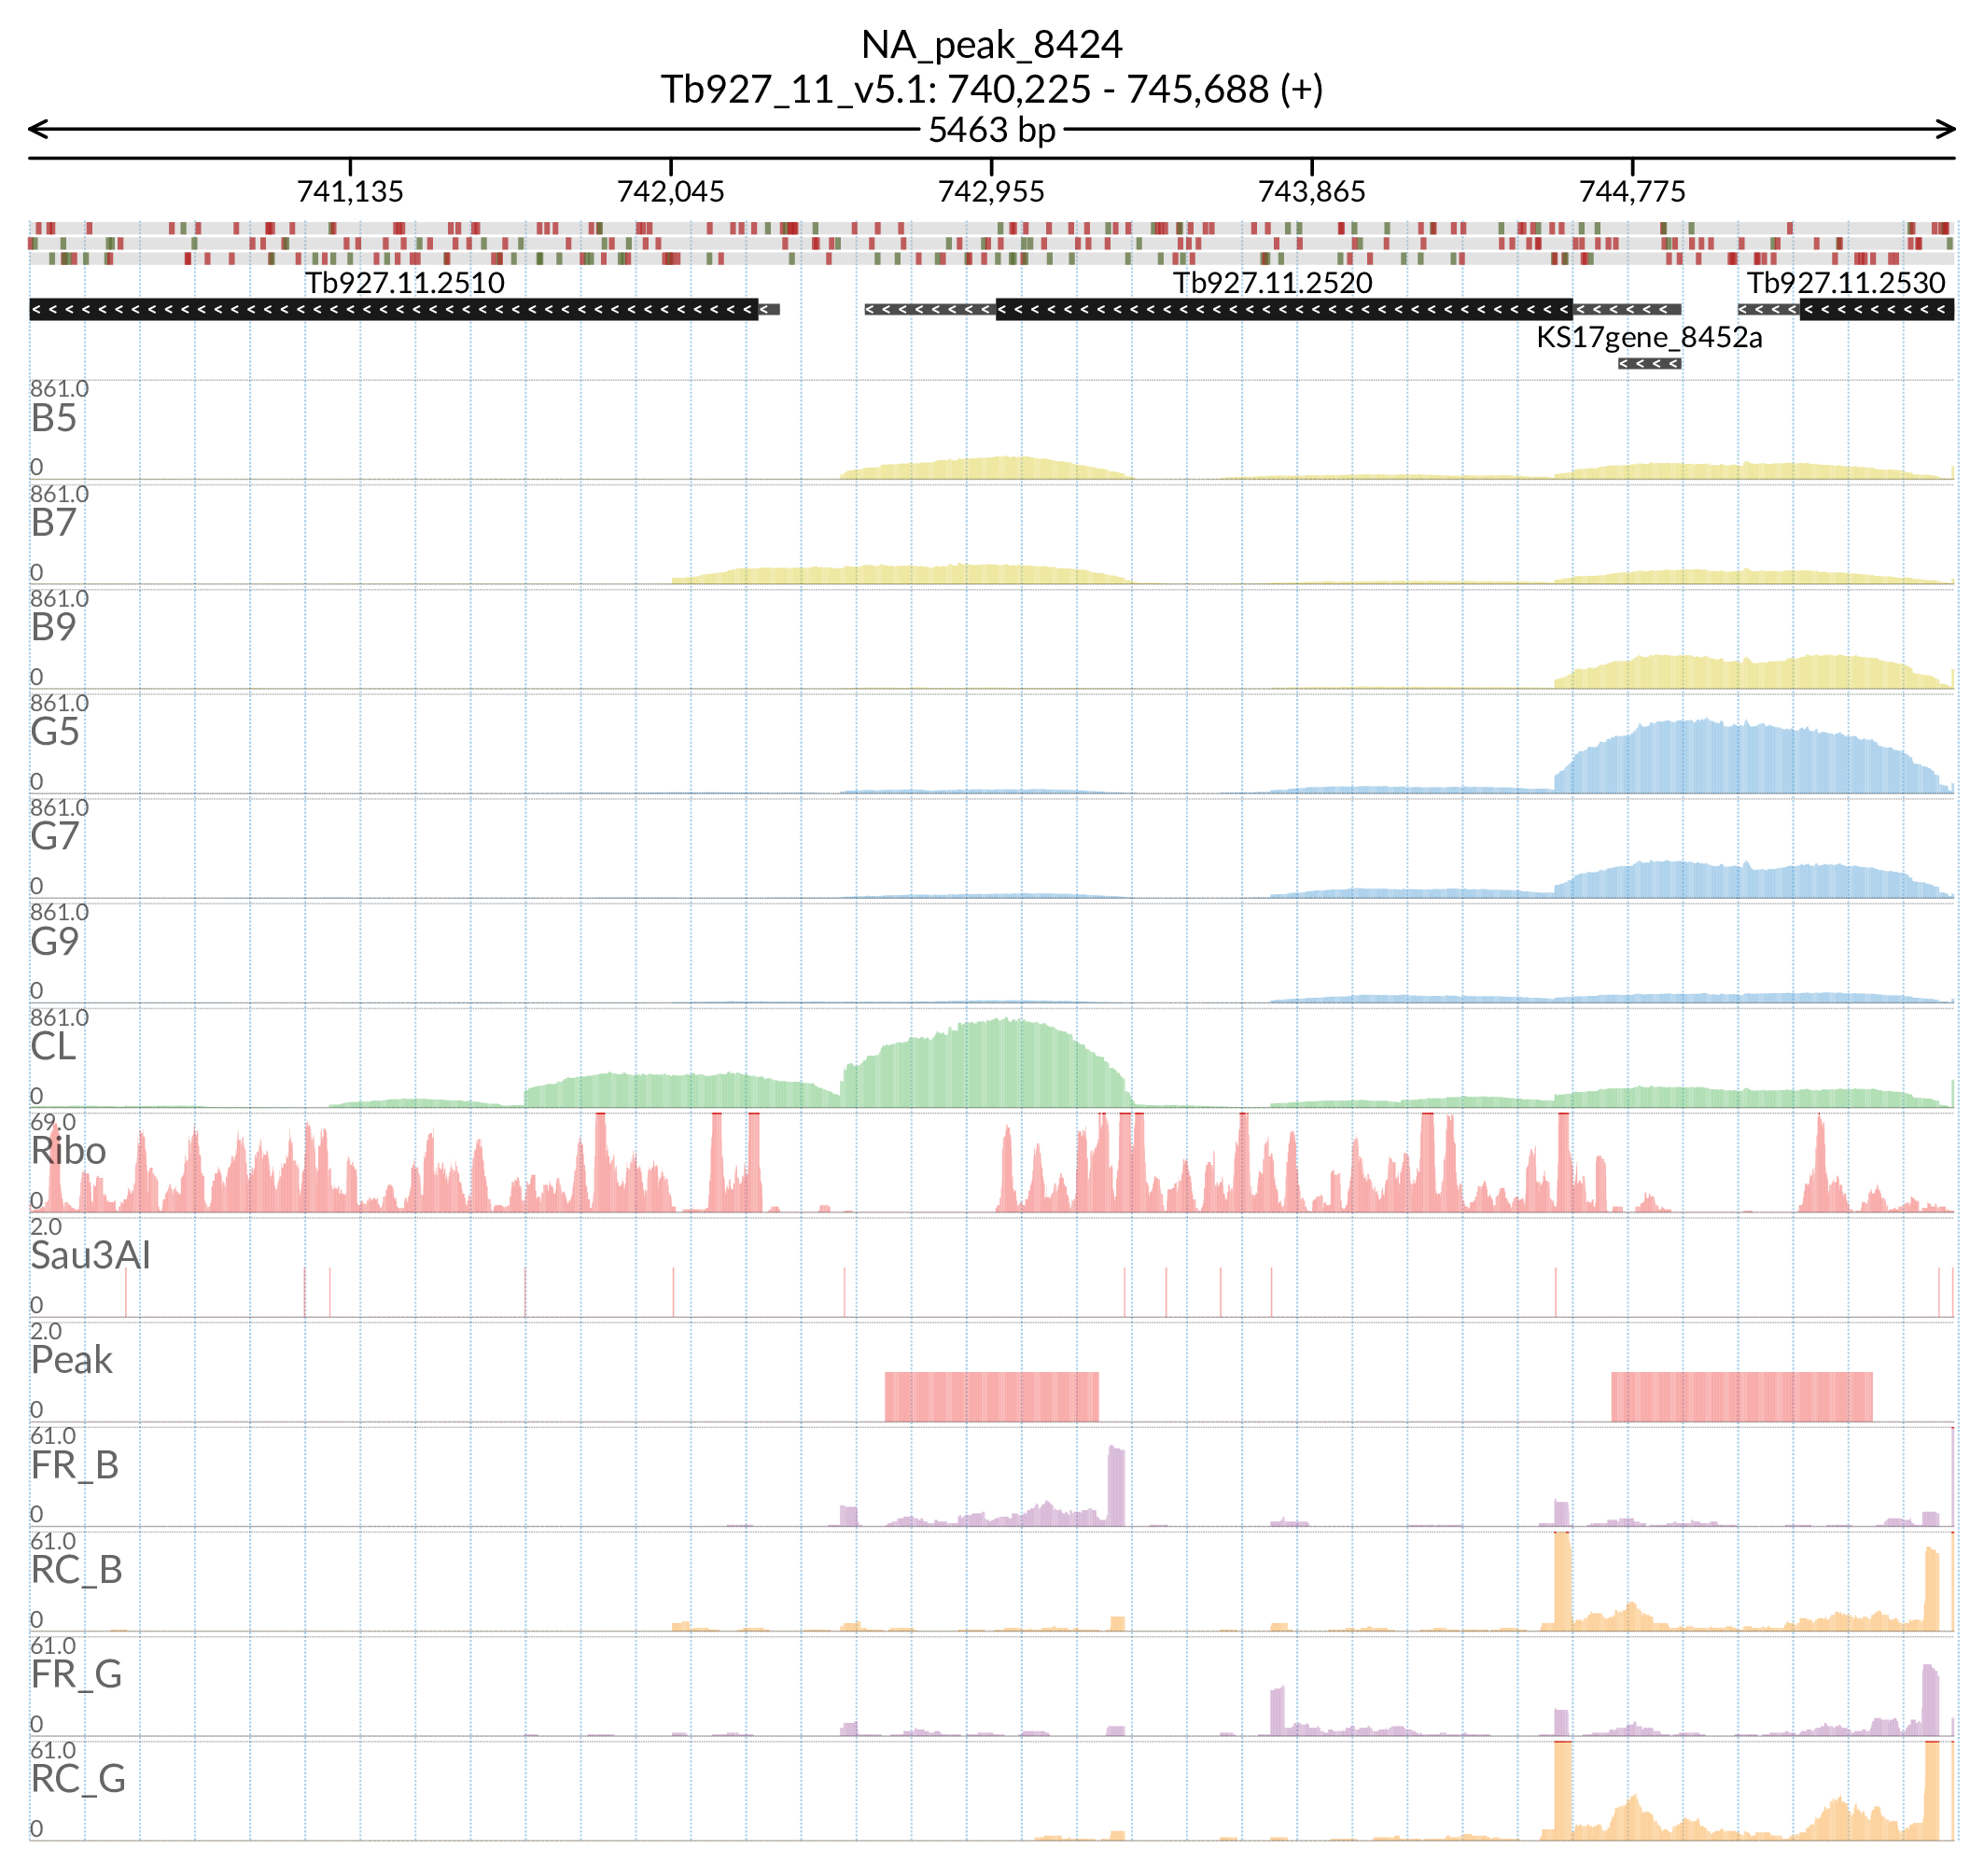 NA_peak_8424
Tb927_11_v5.1: 740,225 - 745,688 (+)
5463 bp
741,135 742,045 742,955 743,865 744,775
Tb927.11.2510 Tb927.11.2520 Tb927.11.2530
KS17gene_8452a
861.0
B5
0
861.0
B7
0
861.0
B9
0
861.0
G5
0
861.0
G7
0
861.0
G9
0
861.0
CL
0
69.0
Ribo
0
2.0
Sau3AI
0
2.0
Peak
0
61.0
FR_B
0
61.0
RC_B
0
61.0
FR_G
0
61.0
RC_G
0